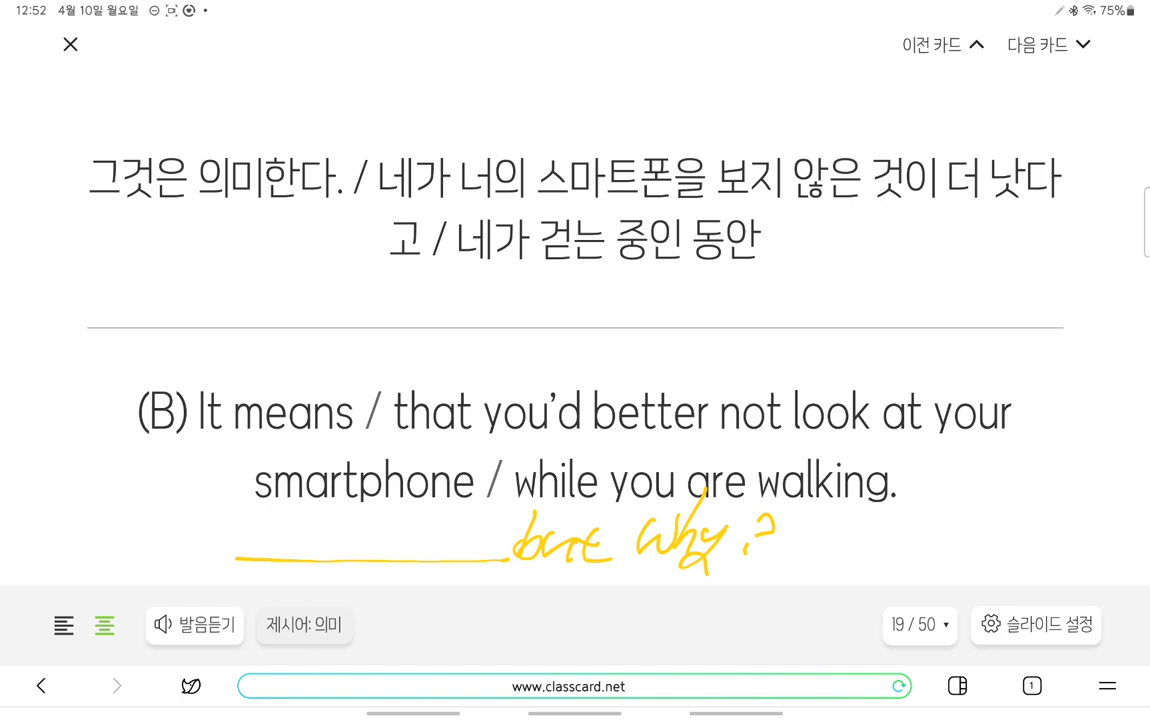 12:52 4월 10일 월요일 75%
이전 카드 다음 카드
그것은 의미한다. / 네가 너의 스마트폰을 보지 않은 것이 더 낫다
고 / 네가 걷는 중인 동안
(B) It means / that you'd better not look at your
smartphone / while you are walking.
but why?
발음듣기 제시어: 의미 19 / 50 슬라이드 설정
www.classcard.net 1